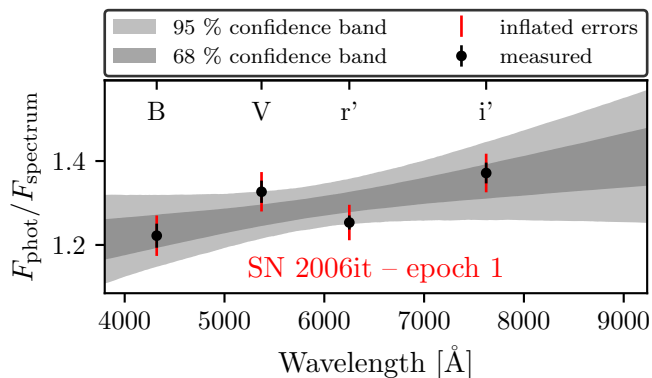 95 % confidence band
68 % confidence band
inflated errors
measured
B V r' i'
F_phot/F_spectrum
1.4
1.2
SN 2006it – epoch 1
4000 5000 6000 7000 8000 9000
Wavelength [Å]